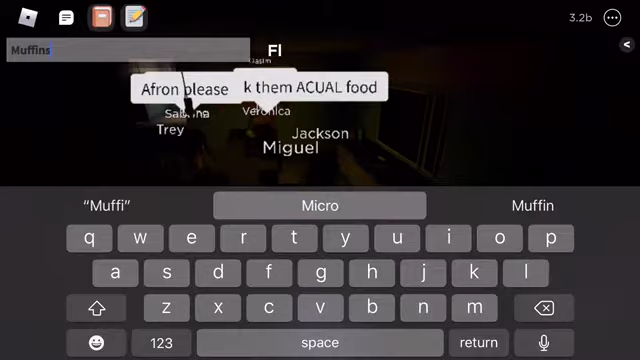 3.2b
Muffins
Fl
Afron please
k them ACUAL food
Veronica
Trey
Jackson
Miguel
“Muffi”
Micro
Muffin
q w e r t y u i o p
a s d f g h j k l
z x c v b n m
123
space
return